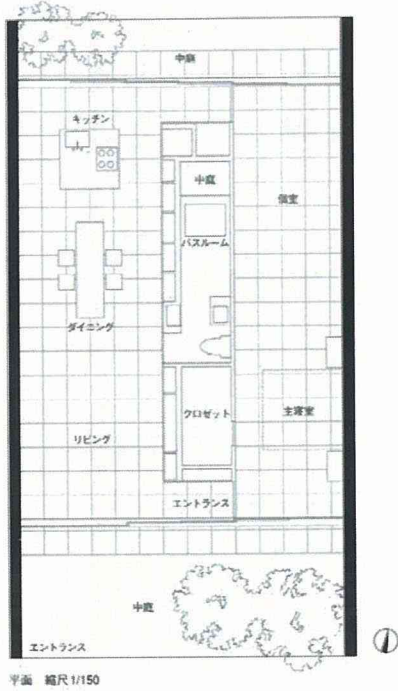 中庭
キッチン
中庭
個室
バスルーム
ダイニング
クロゼット
主寝室
リビング
エントランス
中庭
エントランス
平面 縮尺1/150